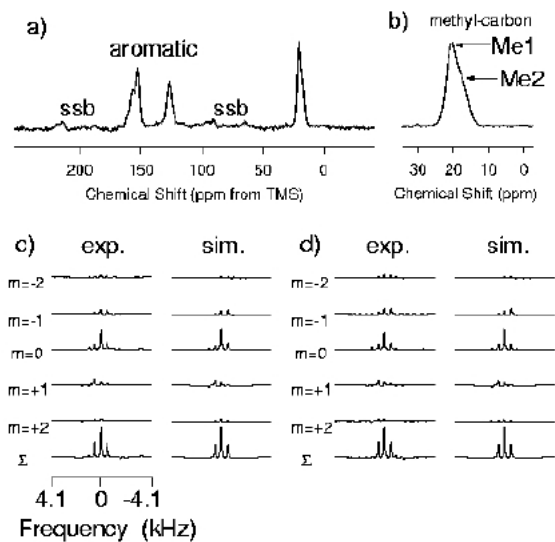 a)
aromatic
ssb
ssb
200 150 100 50 0
Chemical Shift (ppm from TMS)
b) methyl-carbon
Me1
Me2
30 20 10 0
Chemical Shift (ppm)
c) exp. sim.
m=-2
m=-1
m=0
m=+1
m=+2
Σ
4.1 0 -4.1
Frequency (kHz)
d) exp. sim.
m=-2
m=-1
m=0
m=+1
m=+2
Σ